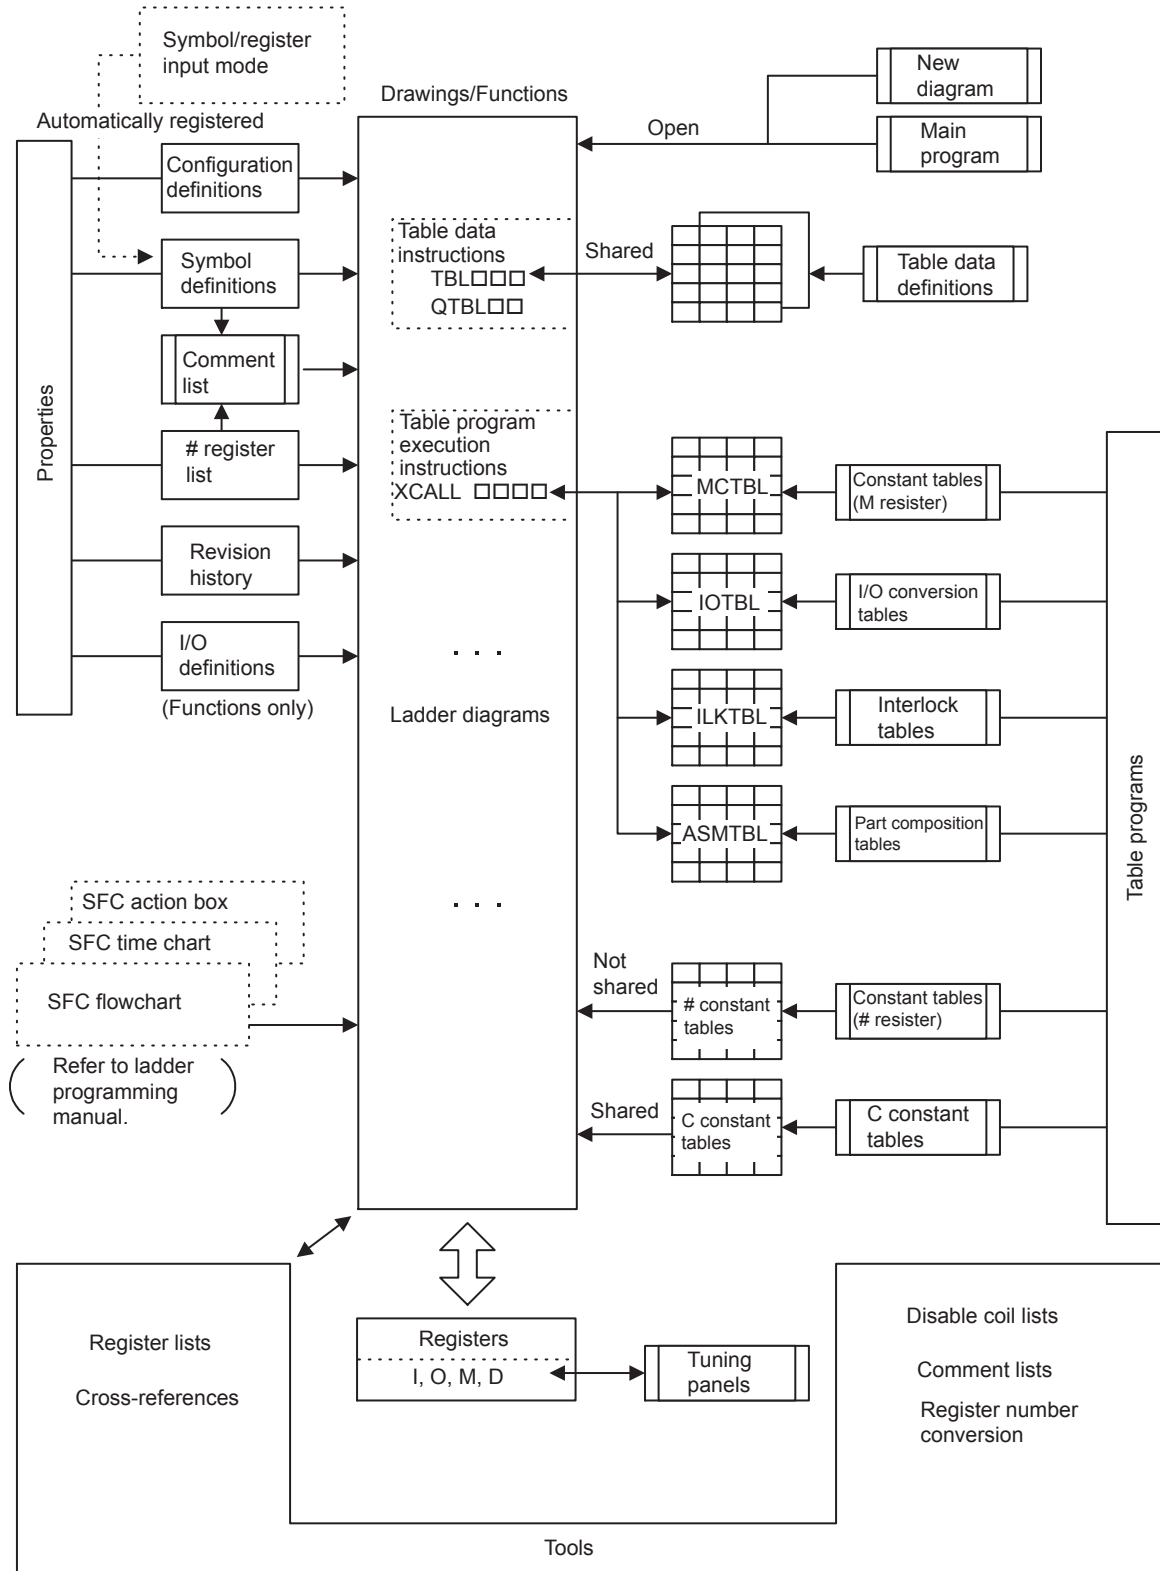 Symbol/register
input mode
Automatically registered
Drawings/Functions
New
diagram
Main
program
Open
Properties
Configuration
definitions
Symbol
definitions
Comment
list
# register
list
Revision
history
I/O
definitions
(Functions only)
Table data
instructions
TBL□□□
QTBL□□
Shared
Table data
definitions
Table program
execution
instructions
XCALL □□□□
MCTBL
Constant tables
(M resister)
IOTBL
I/O conversion
tables
ILKTBL
Interlock
tables
ASMTBL
Part composition
tables
Table programs
. . .
Ladder diagrams
. . .
SFC action box
SFC time chart
SFC flowchart
( Refer to ladder
programming
manual. )
Not
shared
# constant
tables
Constant tables
(# resister)
Shared
C constant
tables
C constant
tables
Register lists
Cross-references
Registers
I, O, M, D
Tuning
panels
Disable coil lists
Comment lists
Register number
conversion
Tools